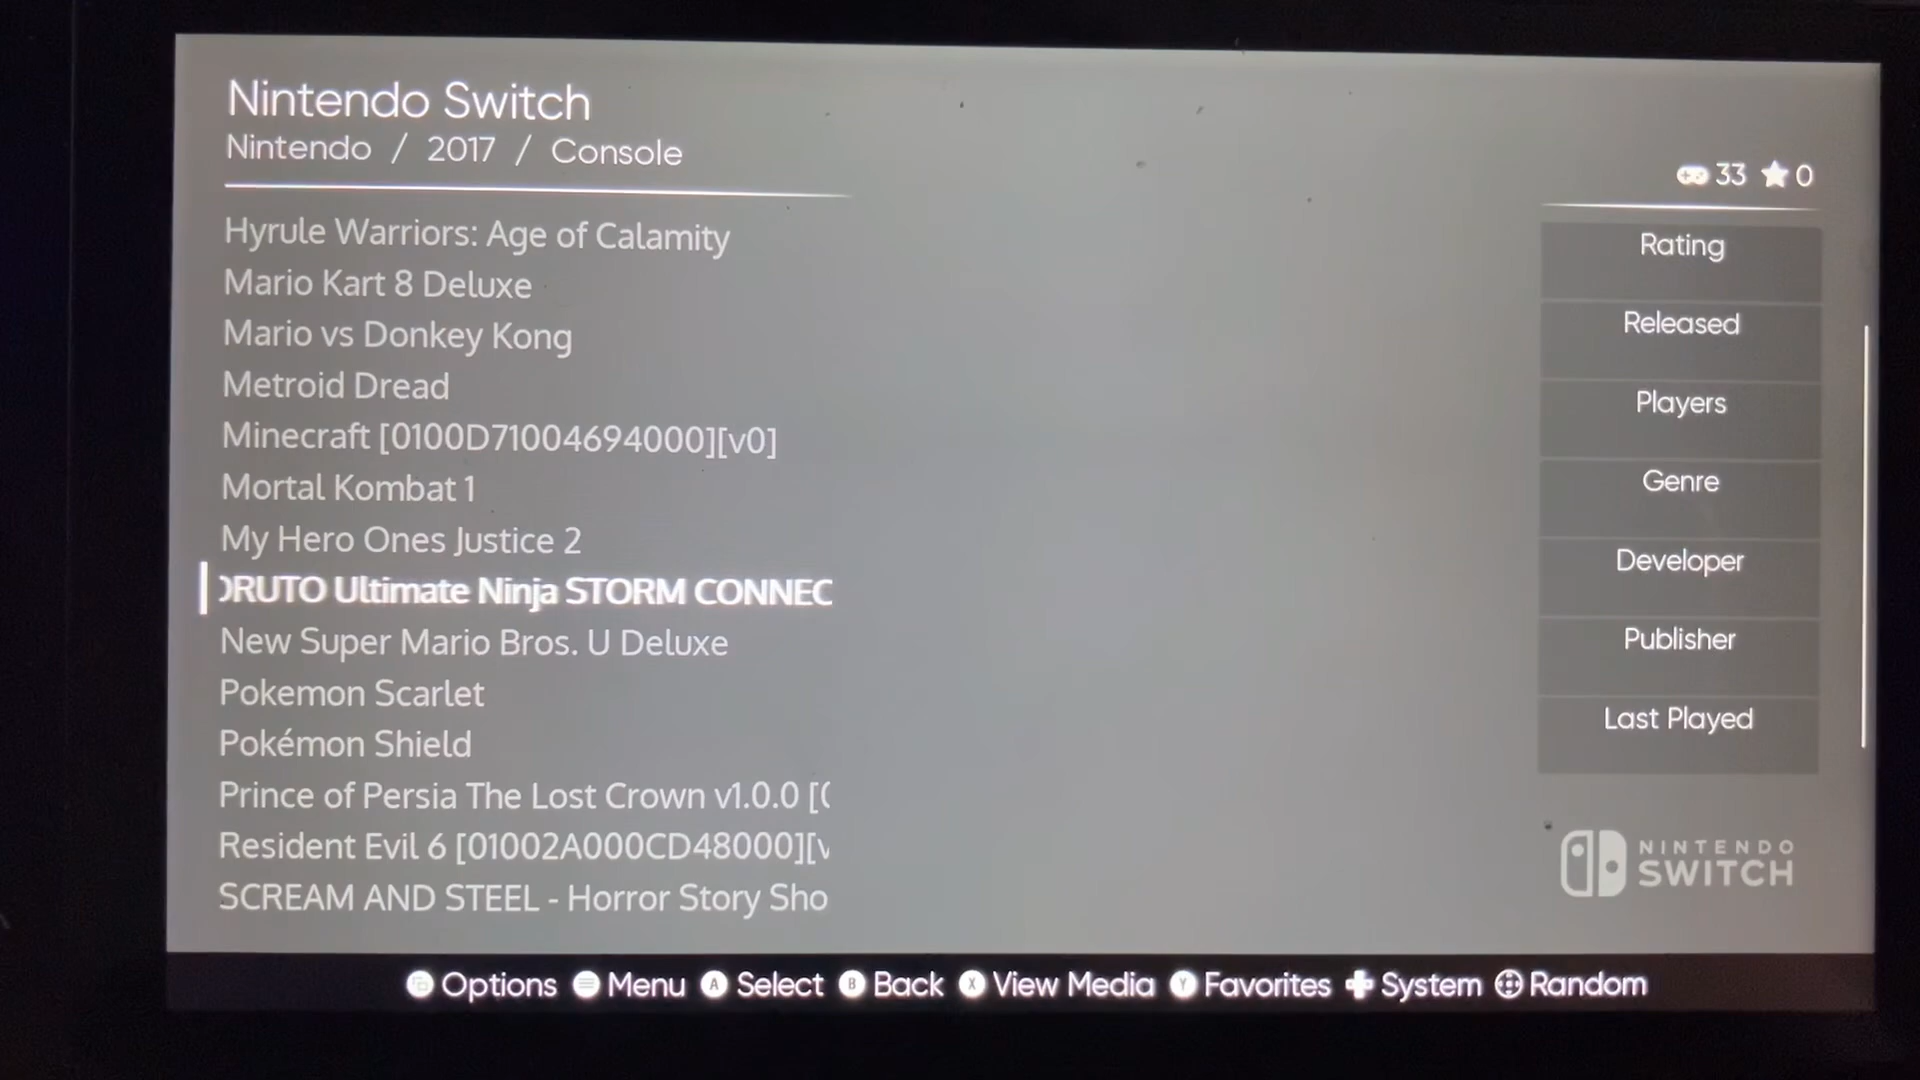 Nintendo Switch
Nintendo / 2017 / Console
33 0
Hyrule Warriors: Age of Calamity
Mario Kart 8 Deluxe
Mario vs Donkey Kong
Metroid Dread
Minecraft [0100D71004694000][v0]
Mortal Kombat 1
My Hero Ones Justice 2
ORUTO Ultimate Ninja STORM CONNEC
New Super Mario Bros. U Deluxe
Pokemon Scarlet
Pokémon Shield
Prince of Persia The Lost Crown v1.0.0 [0
Resident Evil 6 [01002A000CD48000][v
SCREAM AND STEEL - Horror Story Sho
Rating
Released
Players
Genre
Developer
Publisher
Last Played
NINTENDO
SWITCH
Options Menu A Select B Back X View Media Y Favorites System Random